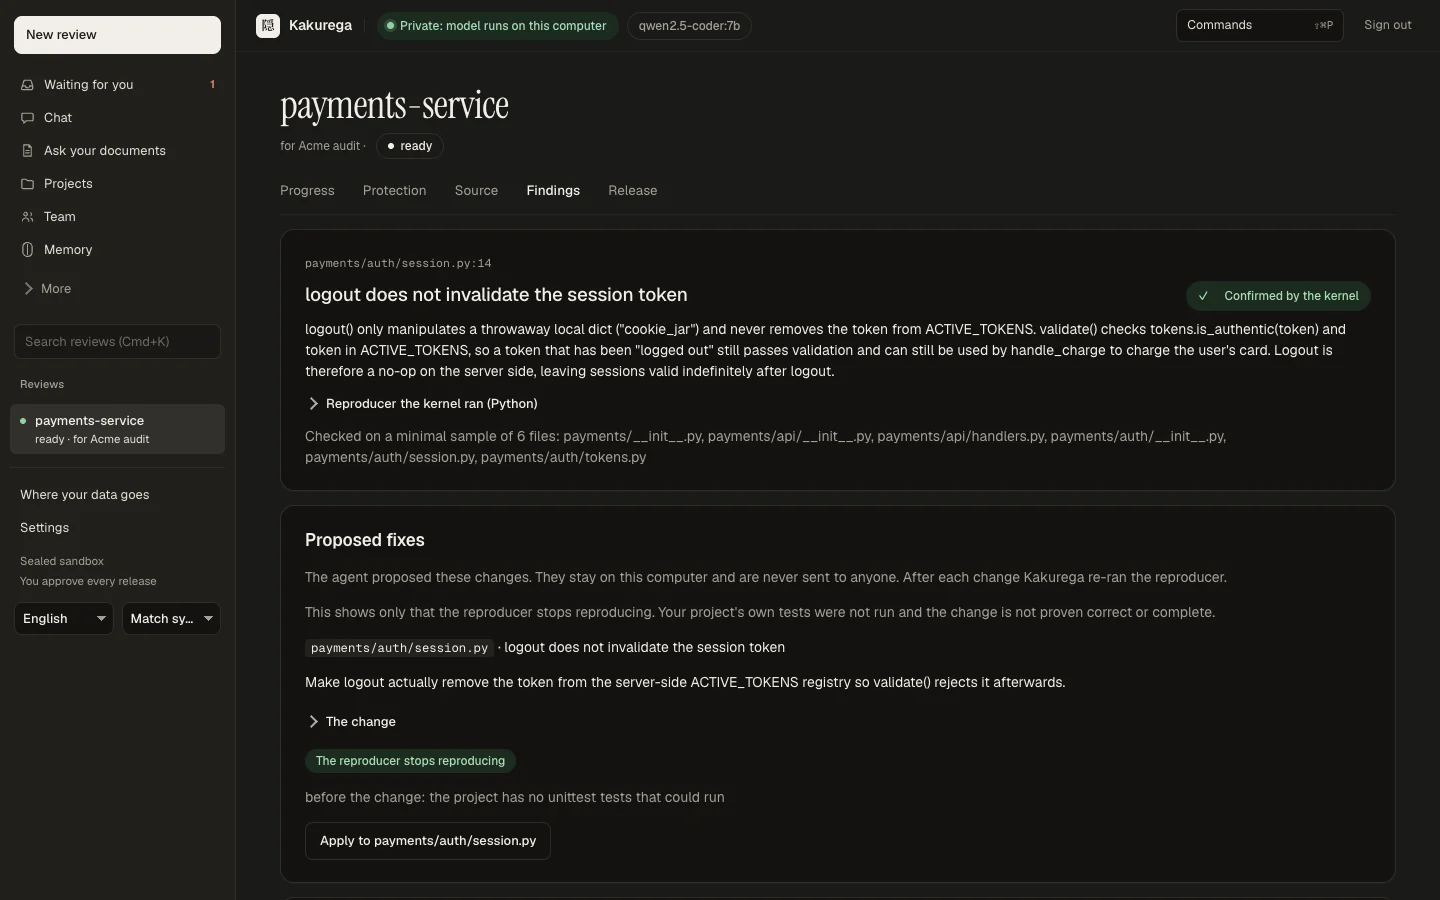 New review
Waiting for you 1
Chat
Ask your documents
Projects
Team
Memory
More
Search reviews (Cmd+K)
Reviews
payments-service
ready · for Acme audit
Where your data goes
Settings
Sealed sandbox
You approve every release
English
Match sy...
Kakurega
Private: model runs on this computer
qwen2.5-coder:7b
Commands ⇧⌘P
Sign out
payments-service
for Acme audit ·
ready
Progress Protection Source Findings Release
payments/auth/session.py:14
logout does not invalidate the session token
✓ Confirmed by the kernel
logout() only manipulates a throwaway local dict ("cookie_jar") and never removes the token from ACTIVE_TOKENS. validate() checks tokens.is_authentic(token) and
token in ACTIVE_TOKENS, so a token that has been "logged out" still passes validation and can still be used by handle_charge to charge the user's card. Logout is
therefore a no-op on the server side, leaving sessions valid indefinitely after logout.
Reproducer the kernel ran (Python)
Checked on a minimal sample of 6 files: payments/__init__.py, payments/api/__init__.py, payments/api/handlers.py, payments/auth/__init__.py,
payments/auth/session.py, payments/auth/tokens.py
Proposed fixes
The agent proposed these changes. They stay on this computer and are never sent to anyone. After each change Kakurega re-ran the reproducer.
This shows only that the reproducer stops reproducing. Your project's own tests were not run and the change is not proven correct or complete.
payments/auth/session.py · logout does not invalidate the session token
Make logout actually remove the token from the server-side ACTIVE_TOKENS registry so validate() rejects it afterwards.
The change
The reproducer stops reproducing
before the change: the project has no unittest tests that could run
Apply to payments/auth/session.py